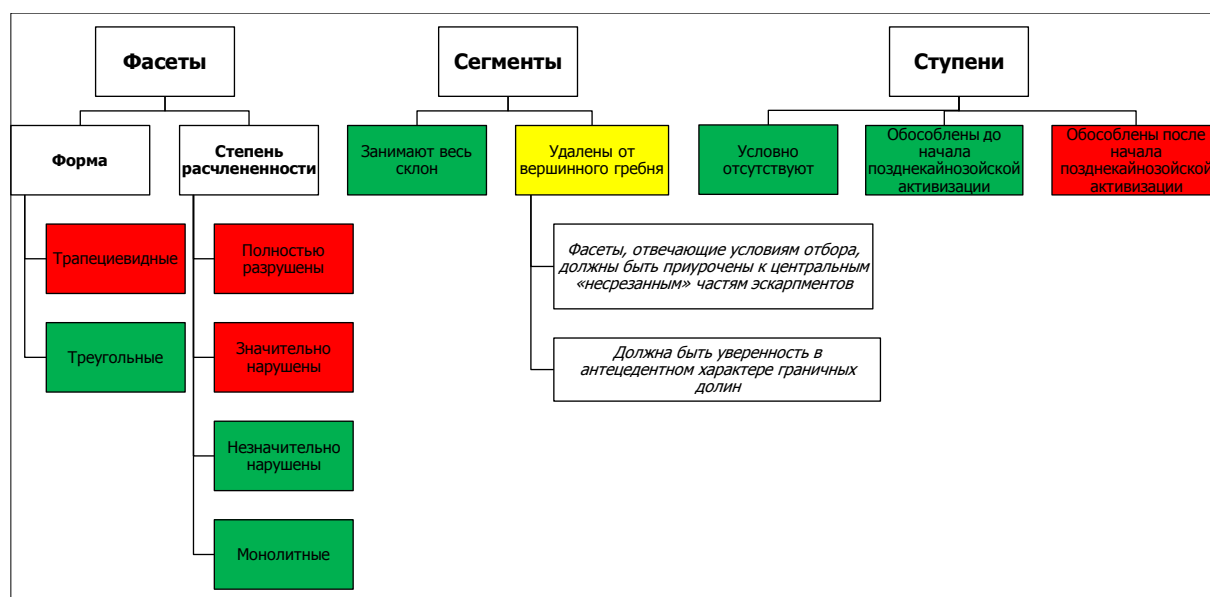 Фасеты
Форма
Трапециевидные
Треугольные
Степень
расчлененности
Полностью
разрушены
Значительно
нарушены
Незначительно
нарушены
Монолитные
Сегменты
Занимают весь
склон
Удалены от
вершинного гребня
Фасеты, отвечающие условиям отбора,
должны быть приурочены к центральным
«несрезанным» частям эскарпментов
Должна быть уверенность в
антецедентном характере граничных
долин
Ступени
Условно
отсутствуют
Обособлены до
начала
позднекайнозойской
активизации
Обособлены после
начала
позднекайнозойской
активизации